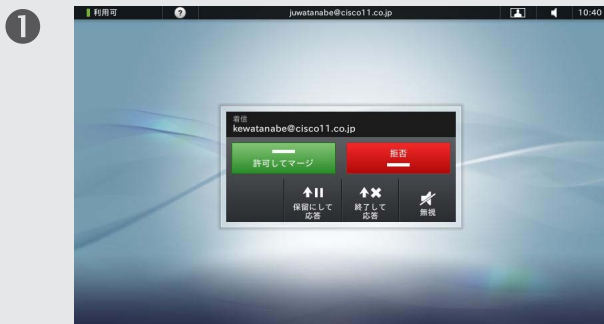 1
利用可
?
juwatanabe@cisco11.co.jp
10:40
着信
kewatanabe@cisco11.co.jp
許可してマージ
拒否
保留にして
応答
終了して
応答
無視